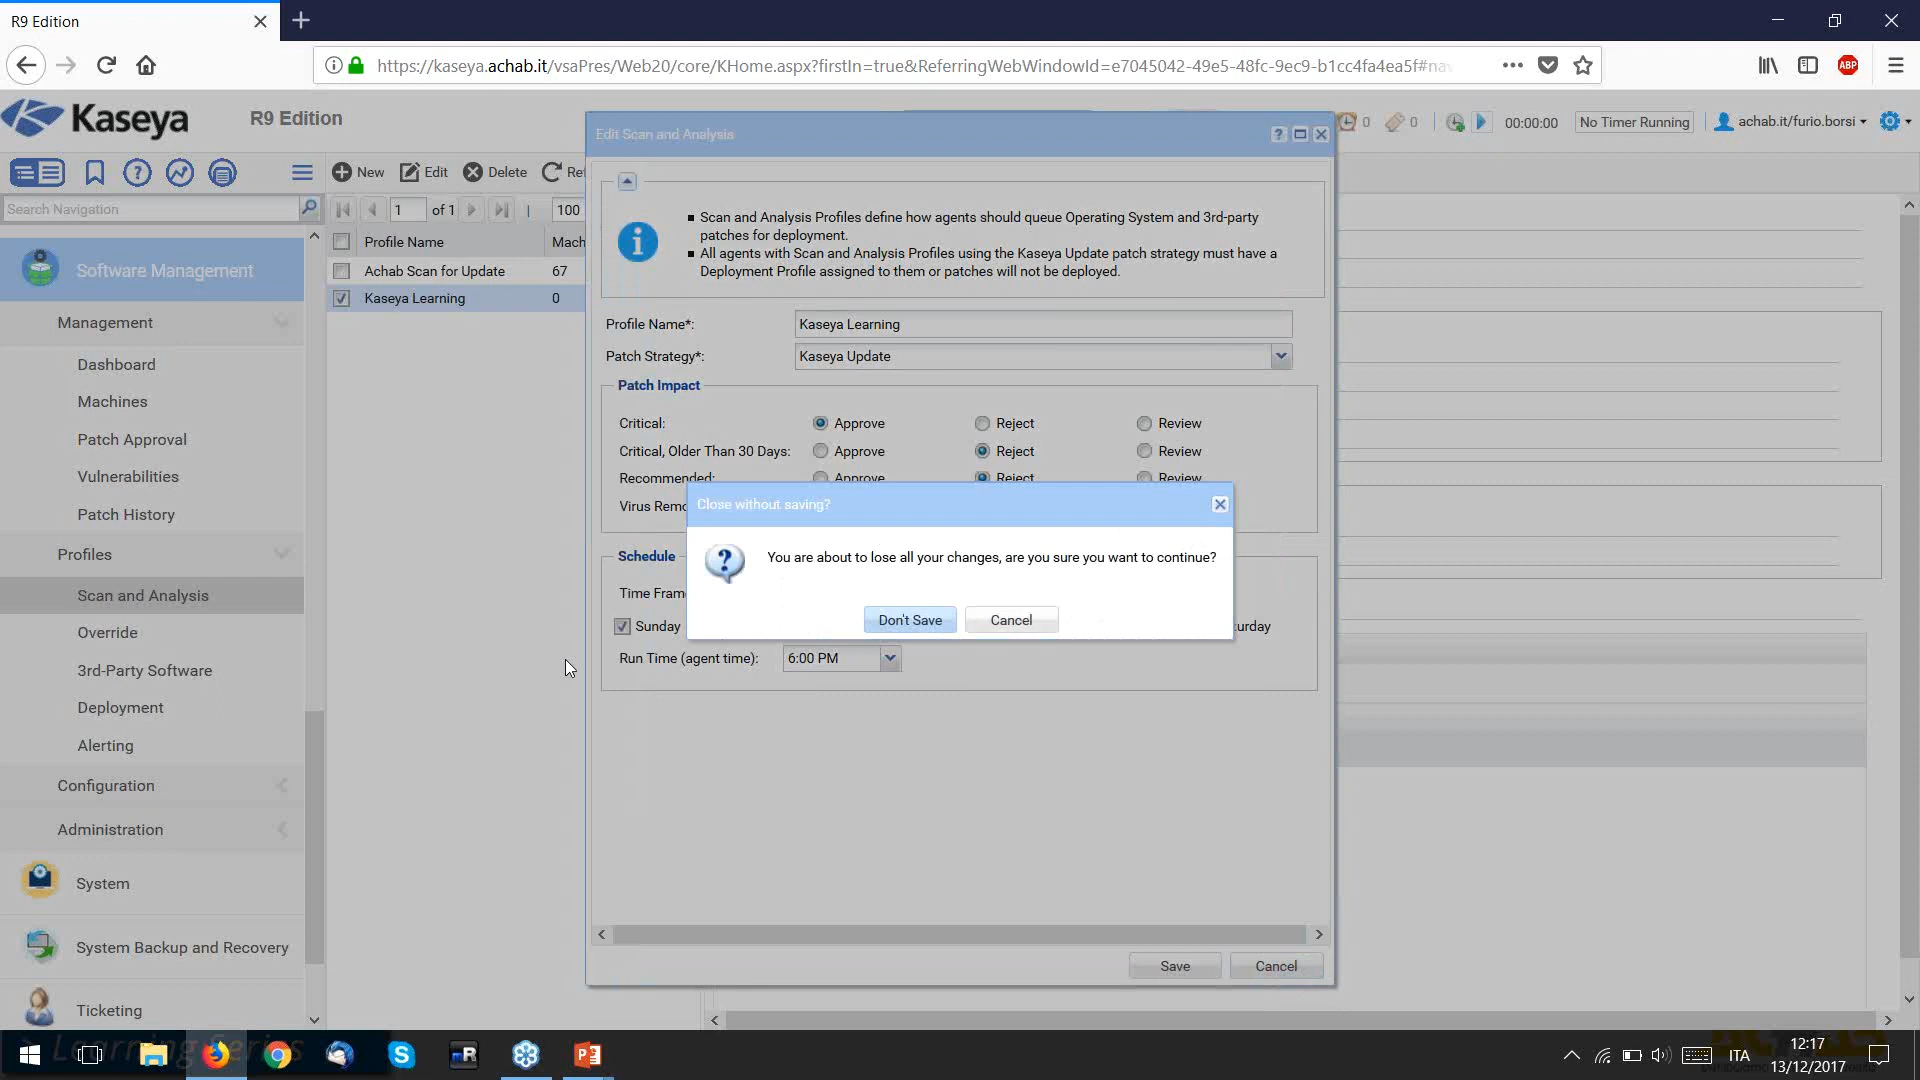 R9 Edition
https://kaseya.achab.it/vsaPres/Web20/core/KHome.aspx?firstIn=true&ReferringWebWindowId=e7045042-49e5-48fc-9ec9-b1cc4fa4ea5f#na
ABP
Kaseya
R9 Edition
Edit Scan and Analysis
0
0
00:00:00
No Timer Running
achab.it/furio.borsi
New
Edit
Delete
Search Navigation
1 of 1
100
Profile Name
Mach
Achab Scan for Update 67
Kaseya Learning 0
Software Management
Management
Dashboard
Machines
Patch Approval
Vulnerabilities
Patch History
Profiles
Scan and Analysis
Override
3rd-Party Software
Deployment
Alerting
Configuration
Administration
System
System Backup and Recovery
Ticketing
Scan and Analysis Profiles define how agents should queue Operating System and 3rd-party
patches for deployment.
All agents with Scan and Analysis Profiles using the Kaseya Update patch strategy must have a
Deployment Profile assigned to them or patches will not be deployed.
Profile Name*: Kaseya Learning
Patch Strategy*: Kaseya Update
Patch Impact
Critical: Approve Reject Review
Critical, Older Than 30 Days: Approve Reject Review
Recommended: Approve Reject Review
Virus Remo
Close without saving?
You are about to lose all your changes, are you sure you want to continue?
Don't Save
Cancel
Schedule
Time Fram
Sunday
urday
Run Time (agent time): 6:00 PM
Save
Cancel
Learning Series
ITA
12:17
13/12/2017